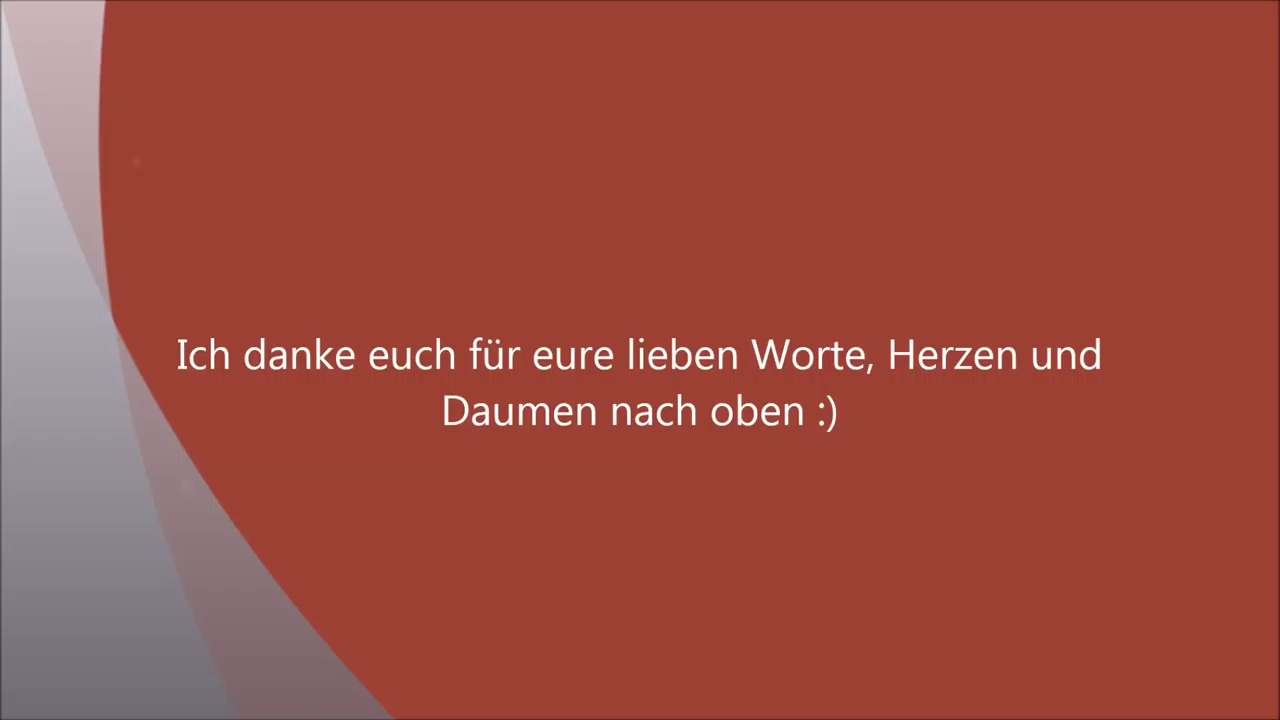 Ich danke euch für eure lieben Worte, Herzen und
Daumen nach oben :)